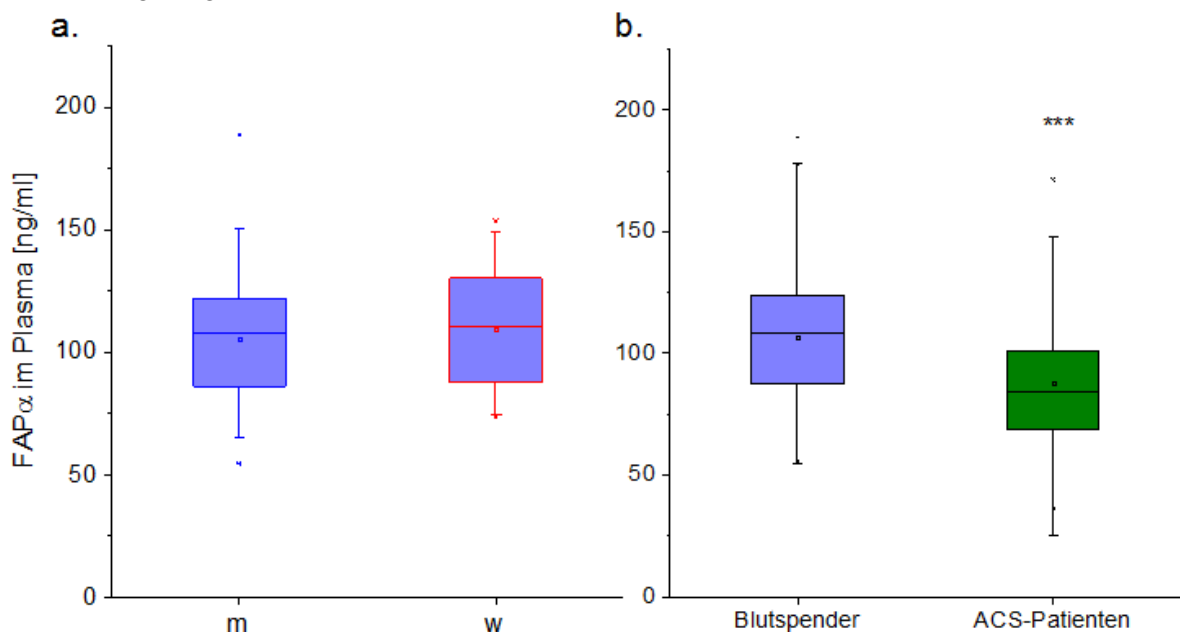 a.
b.
FAPα im Plasma [ng/ml]
200
150
100
50
0
m
w
200
150
100
50
0
***
Blutspender
ACS-Patienten